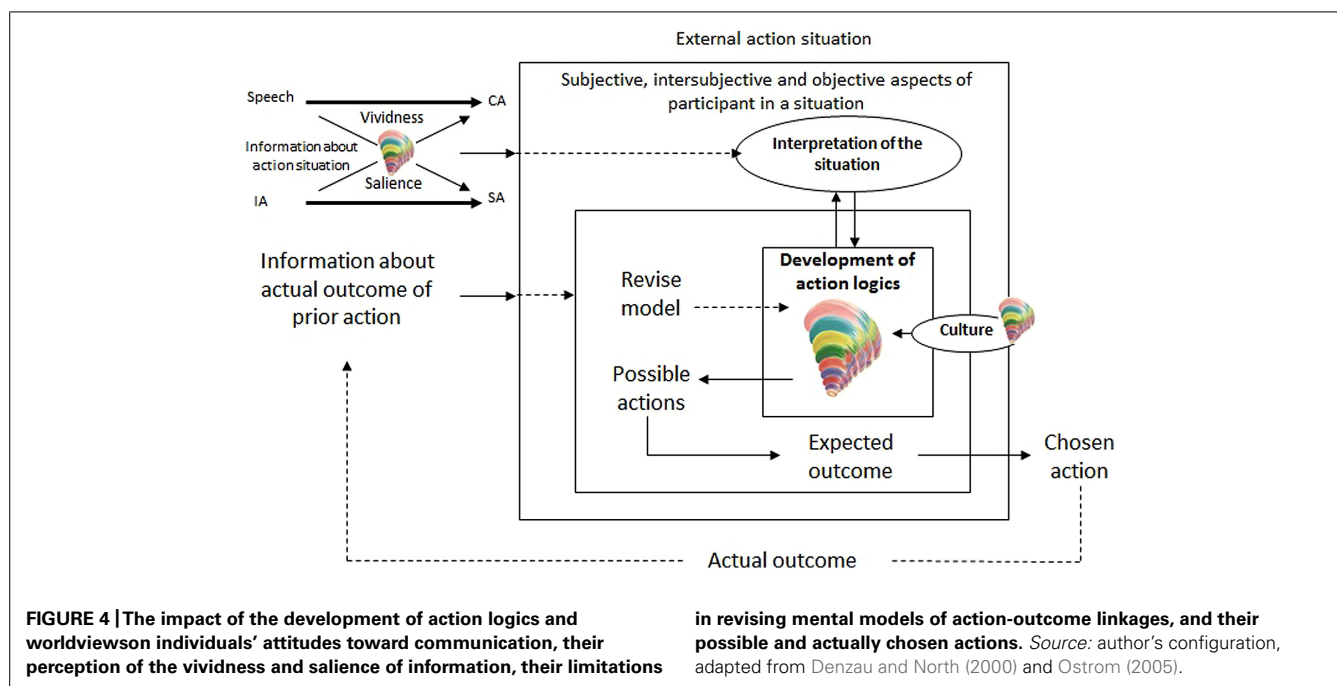 External action situation
Subjective, intersubjective and objective aspects of
participant in a situation
Speech
CA
Vividness
Information about
action situation
Salience
IA
SA
Interpretation of the
situation
Information about
actual outcome of
prior action
Revise
model
Development of
action logics
Culture
Possible
actions
Expected
outcome
Chosen
action
Actual outcome
FIGURE 4 | The impact of the development of action logics and
worldviewson individuals’ attitudes toward communication, their
perception of the vividness and salience of information, their limitations
in revising mental models of action-outcome linkages, and their
possible and actually chosen actions. Source: author’s configuration,
adapted from Denzau and North (2000) and Ostrom (2005).